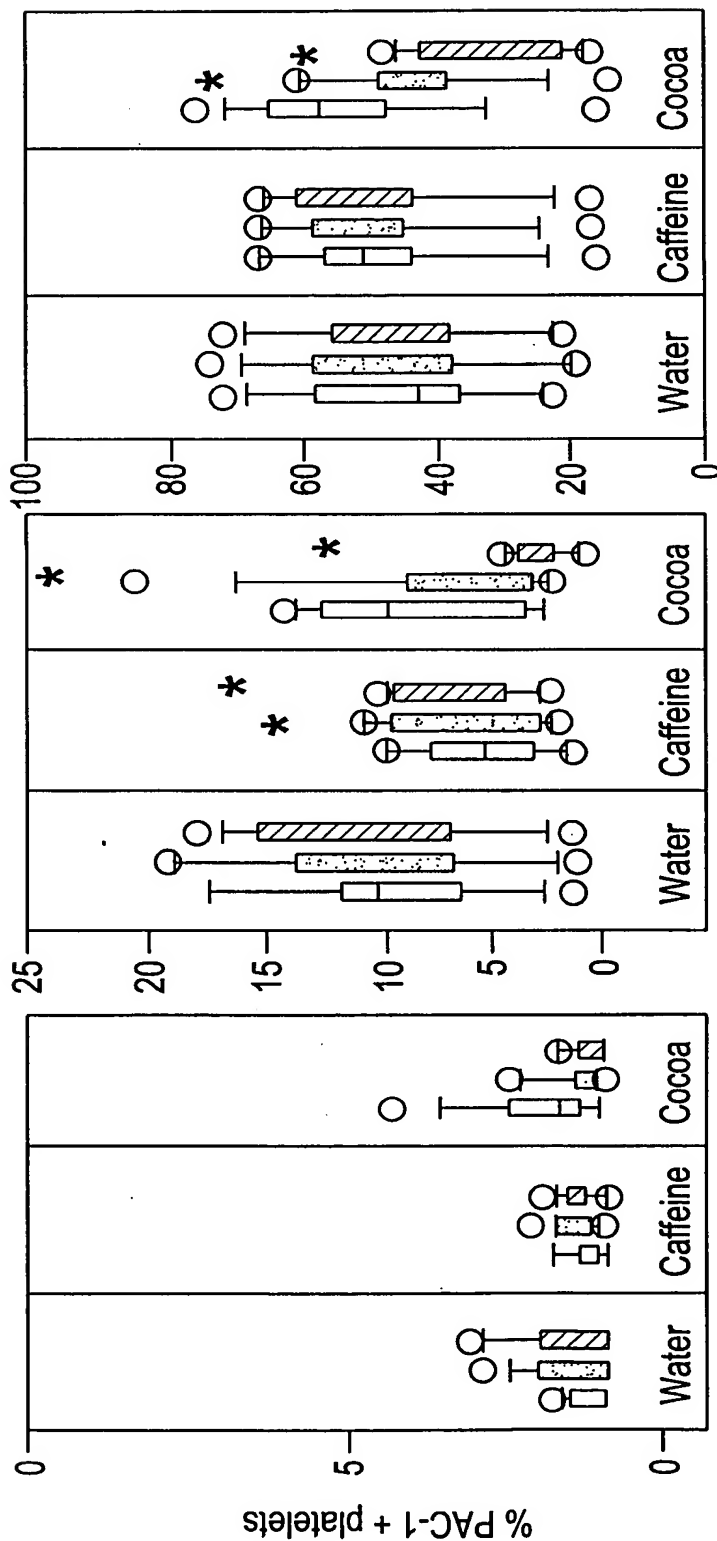 % PAC-1 + platelets
0
5
0
Water
Caffeine
Cocoa
25
20
15
10
5
0
Water
Caffeine
Cocoa
*
*
*
*
100
80
60
40
20
0
Water
Caffeine
Cocoa
*
*